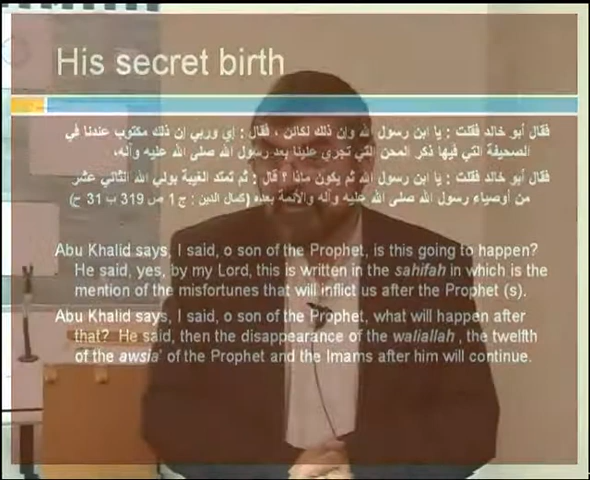 His secret birth
فقال أبو خالد فقلت : يا ابن رسول الله وإن ذلك لكائن ، فقال : إي وربي إن ذلك مكتوب عندنا في
الصحيفة التي فيها ذكر المحن التي تجري علينا بعد رسول الله صلى الله عليه وآله،
فقال أبو خالد فقلت : يا ابن رسول الله ثم يكون ماذا ؟ قال : ثم تمتد الغيبة بولي الله الثاني عشر
من أوصياء رسول الله صلى الله عليه وآله والأئمة بعده (كمال الدين : ج 1 ص 319 ب 31 ح)
Abu Khalid says, I said, o son of the Prophet, is this going to happen?
He said, yes, by my Lord, this is written in the sahifah in which is the
mention of the misfortunes that will inflict us after the Prophet (s).
Abu Khalid says, I said, o son of the Prophet, what will happen after
that? He said, then the disappearance of the waliallah , the twelfth
of the awsia' of the Prophet and the Imams after him will continue.